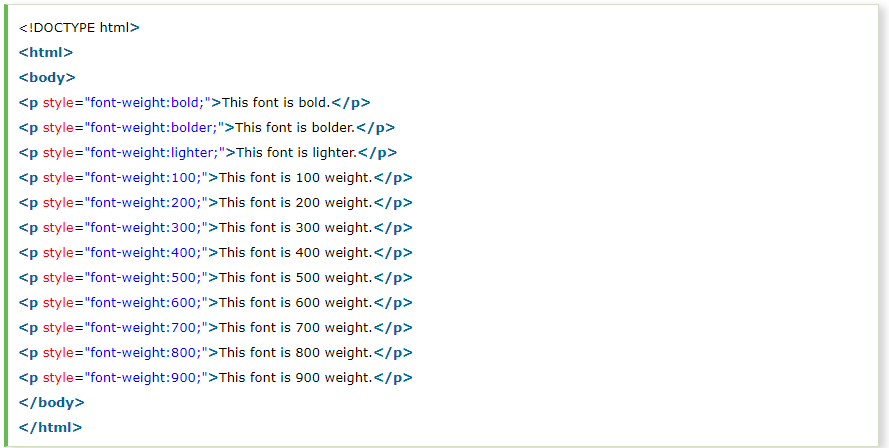 <!DOCTYPE html>
<html>
<body>
<p style="font-weight:bold;">This font is bold.</p>
<p style="font-weight:bolder;">This font is bolder.</p>
<p style="font-weight:lighter;">This font is lighter.</p>
<p style="font-weight:100;">This font is 100 weight.</p>
<p style="font-weight:200;">This font is 200 weight.</p>
<p style="font-weight:300;">This font is 300 weight.</p>
<p style="font-weight:400;">This font is 400 weight.</p>
<p style="font-weight:500;">This font is 500 weight.</p>
<p style="font-weight:600;">This font is 600 weight.</p>
<p style="font-weight:700;">This font is 700 weight.</p>
<p style="font-weight:800;">This font is 800 weight.</p>
<p style="font-weight:900;">This font is 900 weight.</p>
</body>
</html>